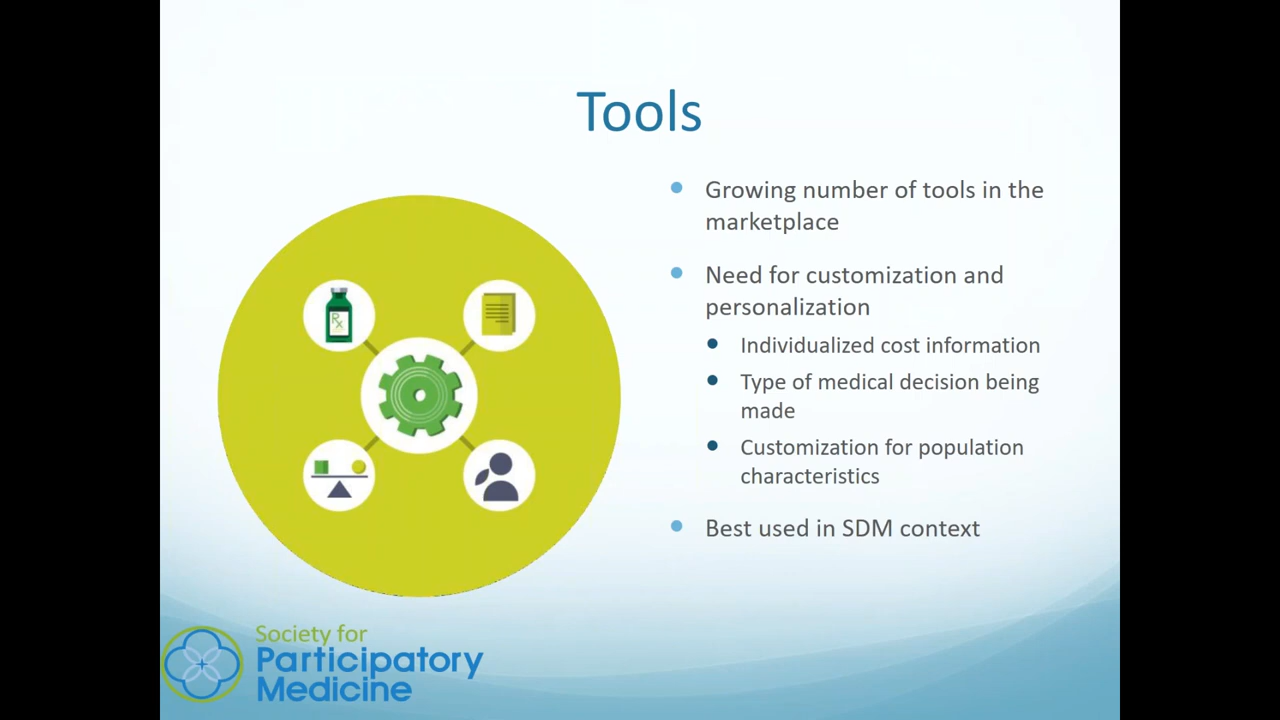 Tools
Growing number of tools in the
marketplace
Need for customization and
personalization
Individualized cost information
Type of medical decision being
made
Customization for population
characteristics
Best used in SDM context
Rx
Society for
Participatory
Medicine